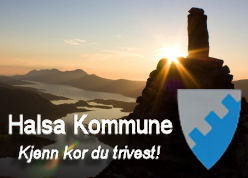 Halsa Kommune
Kjenn kor du trivest!